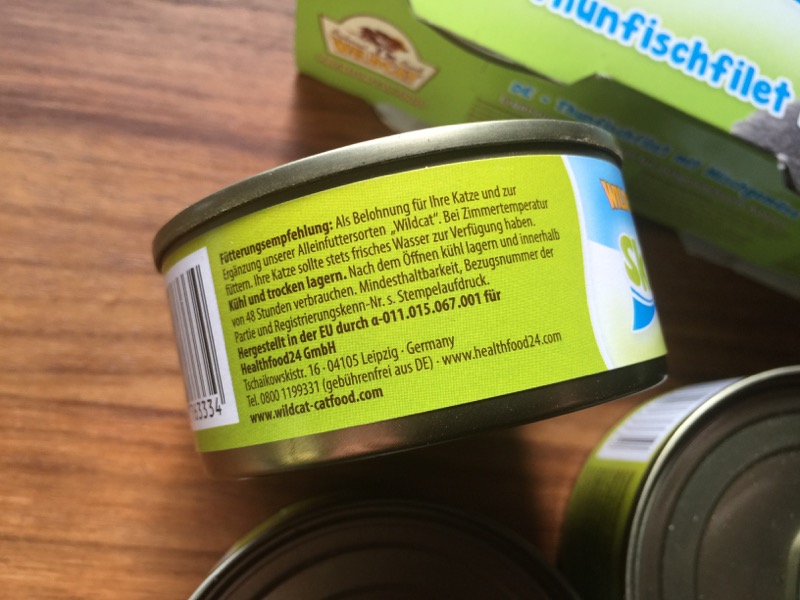 WILDCAT
hunfischfilet
Fütterungsempfehlung: Als Belohnung für Ihre Katze und zur
Ergänzung unserer Alleinfuttersorten „Wildcat“. Bei Zimmertemperatur
füttern. Ihre Katze sollte stets frisches Wasser zur Verfügung haben.
Kühl und trocken lagern. Nach dem Öffnen kühl lagern und innerhalb
von 48 Stunden verbrauchen. Mindesthaltbarkeit, Bezugsnummer der
Partie und Registrierungskenn-Nr. s. Stempelaufdruck.
Hergestellt in der EU durch α-011.015.067.001 für
Healthfood24 GmbH
Tschaikowskistr. 16 · 04105 Leipzig · Germany
Tel. 0800 1199331 (gebührenfrei aus DE) · www.healthfood24.com
www.wildcat-catfood.com
63334
WILD